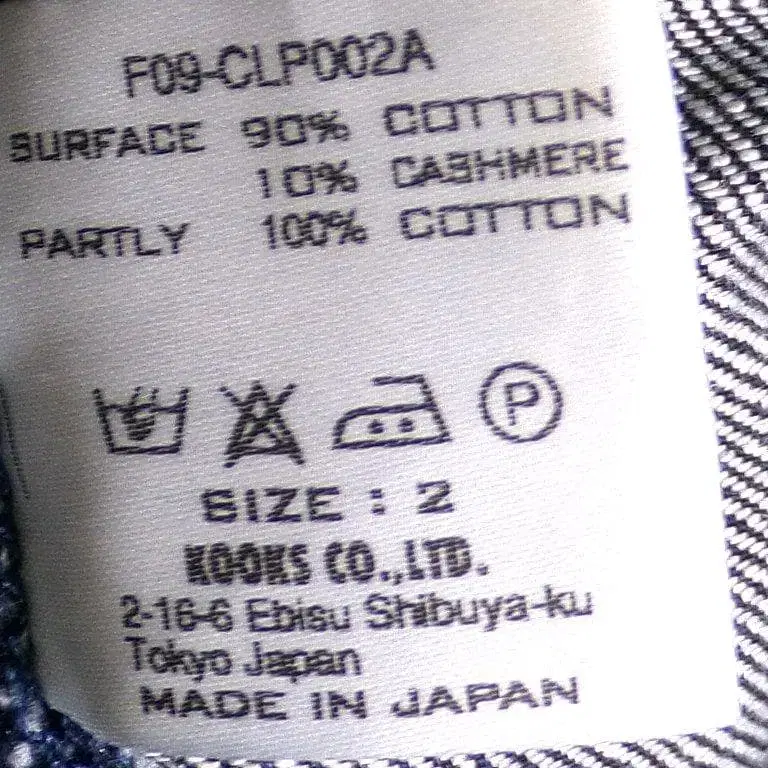 F09-CLP002A
SURFACE 90% COTTON
10% CASHMERE
PARTLY 100% COTTON
P
SIZE : 2
KOOKS CO.,LTD.
2-16-6 Ebisu Shibuya-ku
Tokyo Japan
MADE IN JAPAN